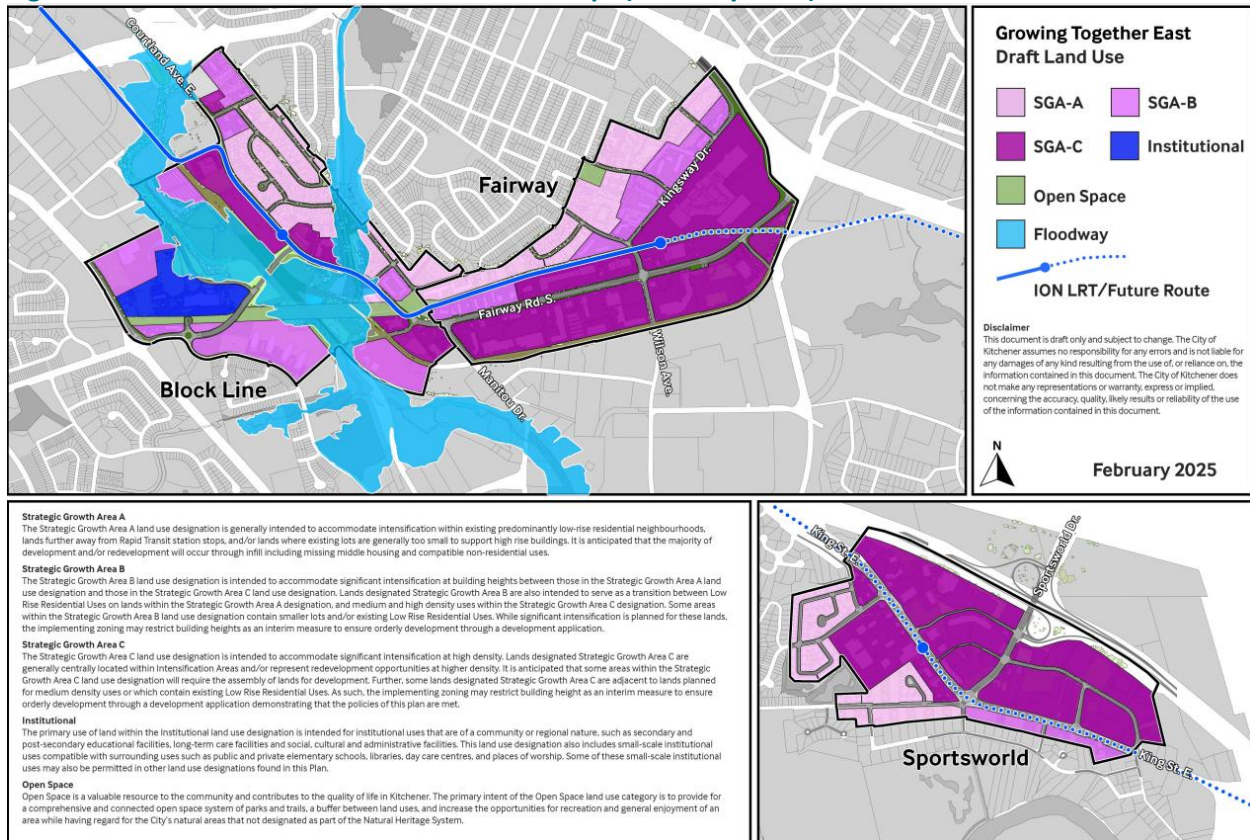 Courtland Ave. E.
Fairway
Kingsway Dr.
Fairway Rd. S.
Wilson Ave.
Manitou Dr.
Block Line
Growing Together East
Draft Land Use
SGA-A
SGA-B
SGA-C
Institutional
Open Space
Floodway
ION LRT/Future Route
Disclaimer
This document is draft only and subject to change. The City of
Kitchener assumes no responsibility for any errors and is not liable for
any damages of any kind resulting from the use of, or reliance on, the
information contained in this document. The City of Kitchener does
not make any representations or warranty, express or implied,
concerning the accuracy, quality, likely results or reliability of the use
of the information contained in this document.
N
February 2025
Strategic Growth Area A
The Strategic Growth Area A land use designation is generally intended to accommodate intensification within existing predominantly low-rise residential neighbourhoods,
lands further away from Rapid Transit station stops, and/or lands where existing lots are generally too small to support high rise buildings. It is anticipated that the majority of
development and/or redevelopment will occur through infill including missing middle housing and compatible non-residential uses.
Strategic Growth Area B
The Strategic Growth Area B land use designation is intended to accommodate significant intensification at building heights between those in the Strategic Growth Area A land
use designation and those in the Strategic Growth Area C land use designation. Lands designated Strategic Growth Area B are also intended to serve as a transition between Low
Rise Residential Uses on lands within the Strategic Growth Area A designation, and medium and high density uses within the Strategic Growth Area C designation. Some areas
within the Strategic Growth Area B land use designation contain smaller lots and/or existing Low Rise Residential Uses. While significant intensification is planned for these lands,
the implementing zoning may restrict building heights as an interim measure to ensure orderly development through a development application.
Strategic Growth Area C
The Strategic Growth Area C land use designation is intended to accommodate significant intensification at high density. Lands designated Strategic Growth Area C are
generally centrally located within Intensification Areas and/or represent redevelopment opportunities at higher density. It is anticipated that some areas within the Strategic
Growth Area C land use designation will require the assembly of lands for development. Further, some lands designated Strategic Growth Area C are adjacent to lands planned
for medium density uses or which contain existing Low Rise Residential Uses. As such, the implementing zoning may restrict building height as an interim measure to ensure
orderly development through a development application demonstrating that the policies of this plan are met.
Institutional
The primary use of land within the Institutional land use designation is intended for institutional uses that are of a community or regional nature, such as secondary and
post-secondary educational facilities, long-term care facilities and social, cultural and administrative facilities. This land use designation also includes small-scale institutional
uses compatible with surrounding uses such as public and private elementary schools, libraries, day care centres, and places of worship. Some of these small-scale institutional
uses may also be permitted in other land use designations found in this Plan.
Open Space
Open Space is a valuable resource to the community and contributes to the quality of life in Kitchener. The primary intent of the Open Space land use category is to provide for
a comprehensive and connected open space system of parks and trails, a buffer between land uses, and increase the opportunities for recreation and general enjoyment of an
area while having regard for the City's natural areas that not designated as part of the Natural Heritage System.
King St. E.
Sportsworld Dr.
Sportsworld
King St. E.